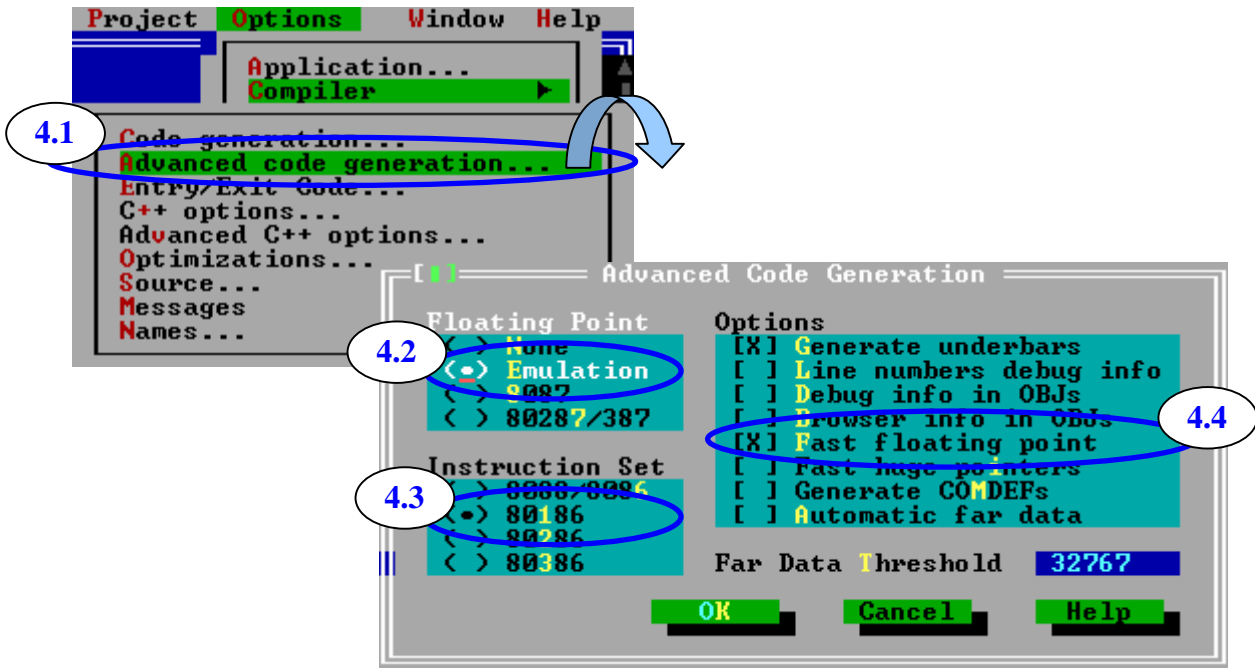 Project Options Window Help
Application...
Compiler
4.1
Code generation...
Advanced code generation...
Entry/Exit Code...
C++ options...
Advanced C++ options...
Optimizations...
Source...
Messages
Names...
Advanced Code Generation
Floating Point
( ) None
4.2
(•) Emulation
( ) 8087
( ) 80287/387
Instruction Set
( ) 8088/8086
4.3
(•) 80186
( ) 80286
( ) 80386
Options
[X] Generate underbars
[ ] Line numbers debug info
[ ] Debug info in OBJs
[ ] Browser info in OBJs
4.4
[X] Fast floating point
[ ] Fast huge pointers
[ ] Generate COMDEFs
[ ] Automatic far data
Far Data Threshold 32767
OK Cancel Help